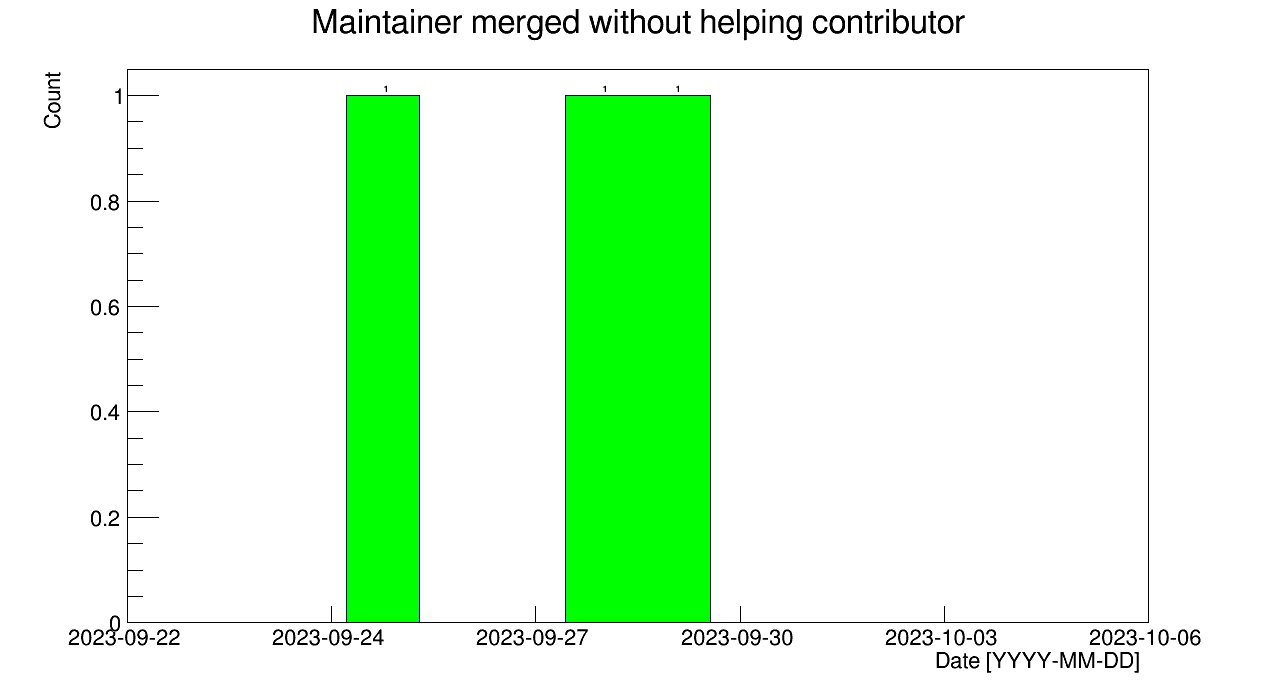 Maintainer merged without helping contributor
Count
1
1 1 1
0.8
0.6
0.4
0.2
0
2023-09-22 2023-09-24 2023-09-27 2023-09-30 2023-10-03 2023-10-06
Date [YYYY-MM-DD]